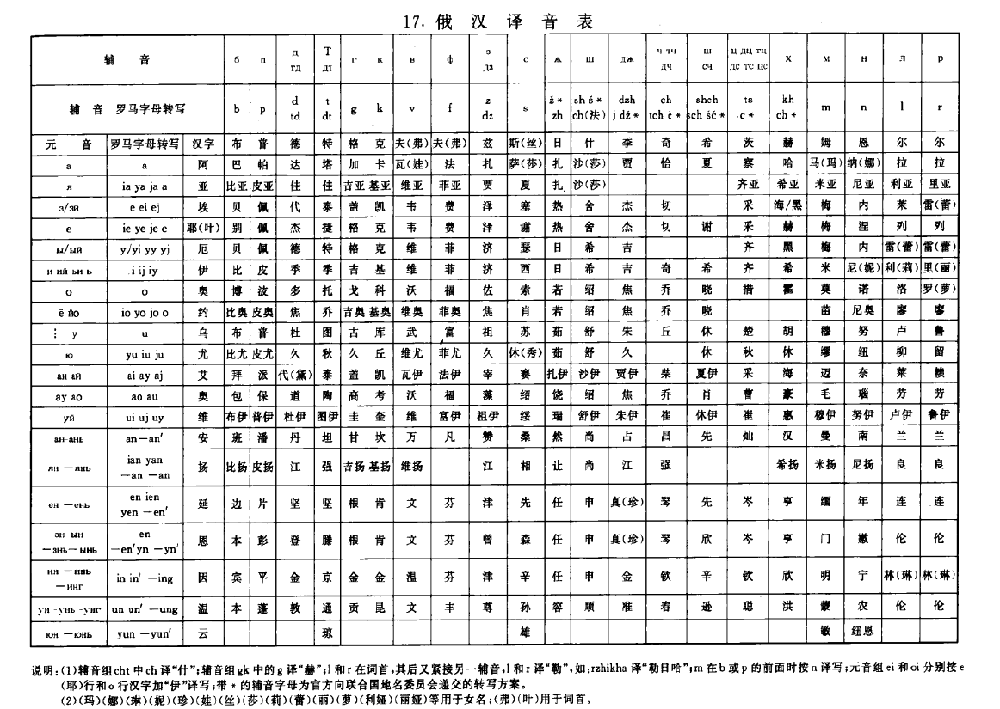 17. 俄 汉 译 音 表
辅 音 б п д тд Т дт г к в ф з дз с ж ш дж ч тч дч ш сч ц дц тц дс тс цс х м н л р
辅 音 罗马字母转写 b p d td t dt g k v f z dz s ž* zh sh š* ch(法) dzh j dž* ch tch č* shch sch šč* ts c* kh ch* m n l r
元 音 罗马字母转写 汉字 布 普 德 特 格 克 夫(弗) 夫(弗) 兹 斯(丝) 日 什 季 奇 希 茨 赫 姆 恩 尔 尔
а a 阿 巴 帕 达 塔 加 卡 瓦(娃) 法 扎 萨(莎) 扎 沙(莎) 贾 恰 夏 察 哈 马(玛) 纳(娜) 拉 拉
я ia ya ja a 亚 比亚 皮亚 佳 佳 吉亚 基亚 维亚 菲亚 贾 夏 扎 沙(莎) 齐亚 希亚 米亚 尼亚 利亚 里亚
э/эй e ei ej 埃 贝 佩 代 泰 盖 凯 韦 费 泽 塞 热 舍 杰 切 采 海/黑 梅 内 莱 雷(蕾)
е ie ye je e 耶(叶) 别 佩 杰 捷 格 克 韦 费 泽 谢 热 舍 杰 切 谢 采 赫 梅 涅 列 列
ы/ый y/yi yy yj 厄 贝 佩 德 特 格 克 维 菲 济 瑟 日 希 吉 齐 黑 梅 内 雷(蕾) 雷(蕾)
и ий ьи ь i ij iy 伊 比 皮 季 季 吉 基 维 菲 济 西 日 希 吉 奇 希 齐 希 米 尼(妮) 利(莉) 里(丽)
о o 奥 博 波 多 托 戈 科 沃 福 佐 索 若 绍 焦 乔 晓 措 霍 莫 诺 洛 罗(萝)
ё йо io yo jo o 约 比奥 皮奥 焦 乔 吉奥 基奥 维奥 菲奥 焦 肖 若 绍 焦 乔 晓 苗 尼奥 廖 廖
у u 乌 布 普 杜 图 古 库 武 富 祖 苏 茹 舒 朱 丘 休 楚 胡 穆 努 卢 鲁
ю yu iu ju 尤 比尤 皮尤 久 秋 久 丘 维尤 菲尤 久 休(秀) 茹 舒 久 休 秋 休 缪 纽 柳 留
аи ай ai ay aj 艾 拜 派 代(黛) 泰 盖 凯 瓦伊 法伊 宰 赛 扎伊 沙伊 贾伊 柴 夏伊 采 海 迈 奈 莱 赖
ау ао ao au 奥 包 保 道 陶 高 考 沃 福 藻 绍 饶 绍 焦 乔 肖 曹 豪 毛 瑙 劳 劳
уй ui uj uy 维 布伊 普伊 杜伊 图伊 圭 奎 维 富伊 祖伊 绥 瑞 舒伊 朱伊 崔 休伊 崔 惠 穆伊 努伊 卢伊 鲁伊
ан-ань an—an′ 安 班 潘 丹 坦 甘 坎 万 凡 赞 桑 然 尚 占 昌 先 灿 汉 曼 南 兰 兰
ян —янь ian yan —an —an 扬 比扬 皮扬 江 强 吉扬 基扬 维扬 江 相 让 尚 江 强 希扬 米扬 尼扬 良 良
ен —ень en ien yen —en′ 延 边 片 坚 坚 根 肯 文 芬 津 先 任 申 真(珍) 琴 先 岑 亨 缅 年 连 连
эн ын —энь—ынь en —en′yn —yn′ 恩 本 彭 登 滕 根 肯 文 芬 曾 森 任 申 真(珍) 琴 欣 岑 亨 门 嫩 伦 伦
ин —инь —инг in in′ —ing 因 宾 平 金 京 金 金 温 芬 津 辛 任 申 金 钦 辛 钦 欣 明 宁 林(琳) 林(琳)
ун -унь -унг un un′ —ung 温 本 蓬 敦 通 贡 昆 文 丰 尊 孙 容 顺 准 春 逊 聪 洪 蒙 农 伦 伦
юн —юнь yun —yun′ 云 琼 雄 敏 纽恩
说明:(1)辅音组cht中ch译“什”;辅音组gk中的g译“赫”;l和r在词首,其后又紧接另一辅音,l和r译“勒”,如:rzhikha译“勒日哈”;m在b或p的前面时按n译写;元音组ei和oi分别按e
(耶)行和o行汉字加“伊”译写;带*的辅音字母为官方向联合国地名委员会递交的转写方案。
(2)(玛)(娜)(琳)(妮)(珍)(娃)(丝)(莎)(莉)(蕾)(丽)(萝)(利娅)(丽娅)等用于女名;(弗)(叶)用于词首,